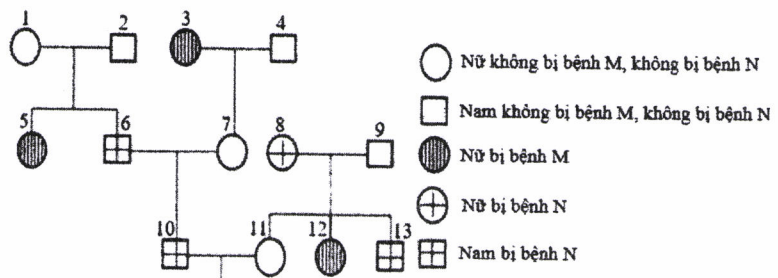 1 2 3 4
Nữ không bị bệnh M, không bị bệnh N
Nam không bị bệnh M, không bị bệnh N
5 6 7 8 9
Nữ bị bệnh M
Nữ bị bệnh N
10 11 12 13
Nam bị bệnh N